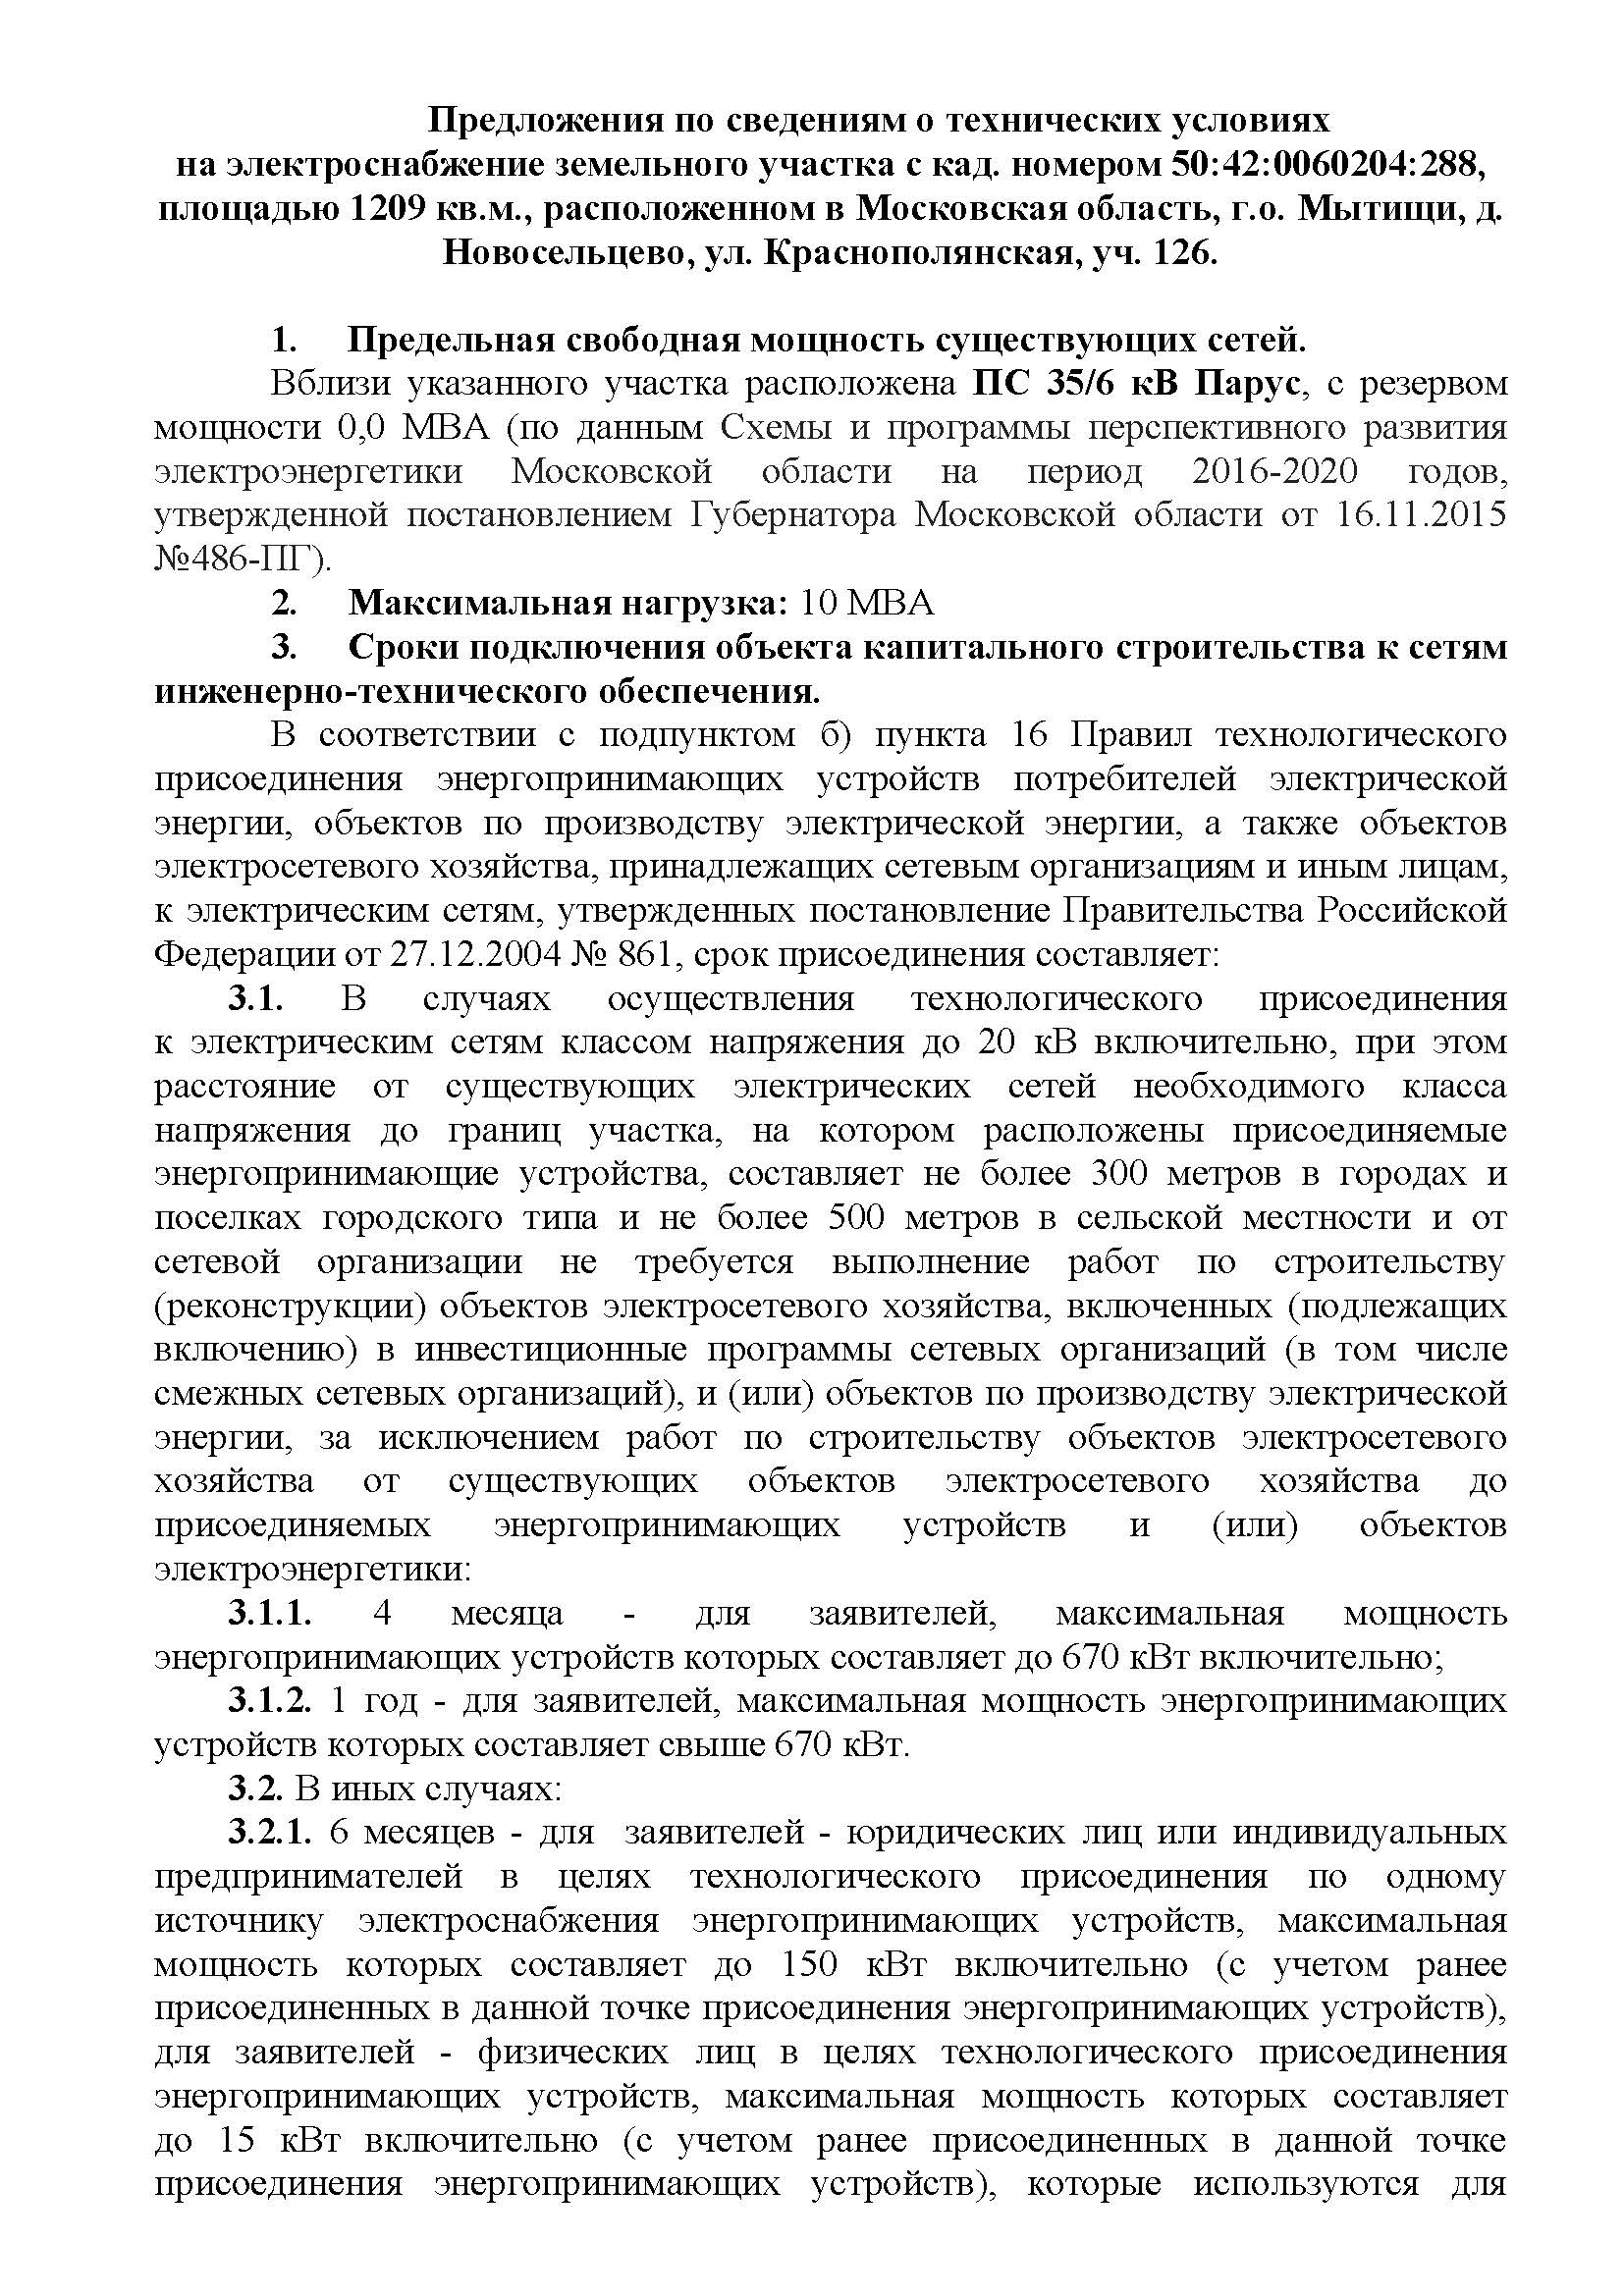 Предложения по сведениям о технических условиях
на электроснабжение земельного участка с кад. номером 50:42:0060204:288,
площадью 1209 кв.м., расположенном в Московская область, г.о. Мытищи, д.
Новосельцево, ул. Краснополянская, уч. 126.
1. Предельная свободная мощность существующих сетей.
Вблизи указанного участка расположена ПС 35/6 кВ Парус, с резервом
мощности 0,0 МВА (по данным Схемы и программы перспективного развития
электроэнергетики Московской области на период 2016-2020 годов,
утвержденной постановлением Губернатора Московской области от 16.11.2015
№486-ПГ).
2. Максимальная нагрузка: 10 МВА
3. Сроки подключения объекта капитального строительства к сетям
инженерно-технического обеспечения.
В соответствии с подпунктом б) пункта 16 Правил технологического
присоединения энергопринимающих устройств потребителей электрической
энергии, объектов по производству электрической энергии, а также объектов
электросетевого хозяйства, принадлежащих сетевым организациям и иным лицам,
к электрическим сетям, утвержденных постановление Правительства Российской
Федерации от 27.12.2004 № 861, срок присоединения составляет:
3.1. В случаях осуществления технологического присоединения
к электрическим сетям классом напряжения до 20 кВ включительно, при этом
расстояние от существующих электрических сетей необходимого класса
напряжения до границ участка, на котором расположены присоединяемые
энергопринимающие устройства, составляет не более 300 метров в городах и
поселках городского типа и не более 500 метров в сельской местности и от
сетевой организации не требуется выполнение работ по строительству
(реконструкции) объектов электросетевого хозяйства, включенных (подлежащих
включению) в инвестиционные программы сетевых организаций (в том числе
смежных сетевых организаций), и (или) объектов по производству электрической
энергии, за исключением работ по строительству объектов электросетевого
хозяйства от существующих объектов электросетевого хозяйства до
присоединяемых энергопринимающих устройств и (или) объектов
электроэнергетики:
3.1.1. 4 месяца - для заявителей, максимальная мощность
энергопринимающих устройств которых составляет до 670 кВт включительно;
3.1.2. 1 год - для заявителей, максимальная мощность энергопринимающих
устройств которых составляет свыше 670 кВт.
3.2. В иных случаях:
3.2.1. 6 месяцев - для заявителей - юридических лиц или индивидуальных
предпринимателей в целях технологического присоединения по одному
источнику электроснабжения энергопринимающих устройств, максимальная
мощность которых составляет до 150 кВт включительно (с учетом ранее
присоединенных в данной точке присоединения энергопринимающих устройств),
для заявителей - физических лиц в целях технологического присоединения
энергопринимающих устройств, максимальная мощность которых составляет
до 15 кВт включительно (с учетом ранее присоединенных в данной точке
присоединения энергопринимающих устройств), которые используются для